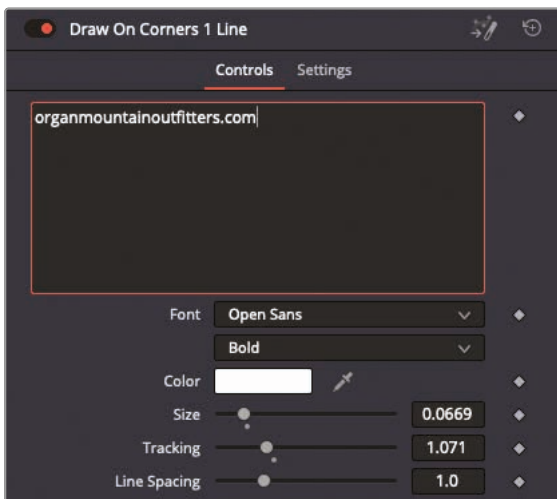 Draw On Corners 1 Line
Controls Settings
organmountainoutfitters.com
Font Open Sans
Bold
Color
Size 0.0669
Tracking 1.071
Line Spacing 1.0